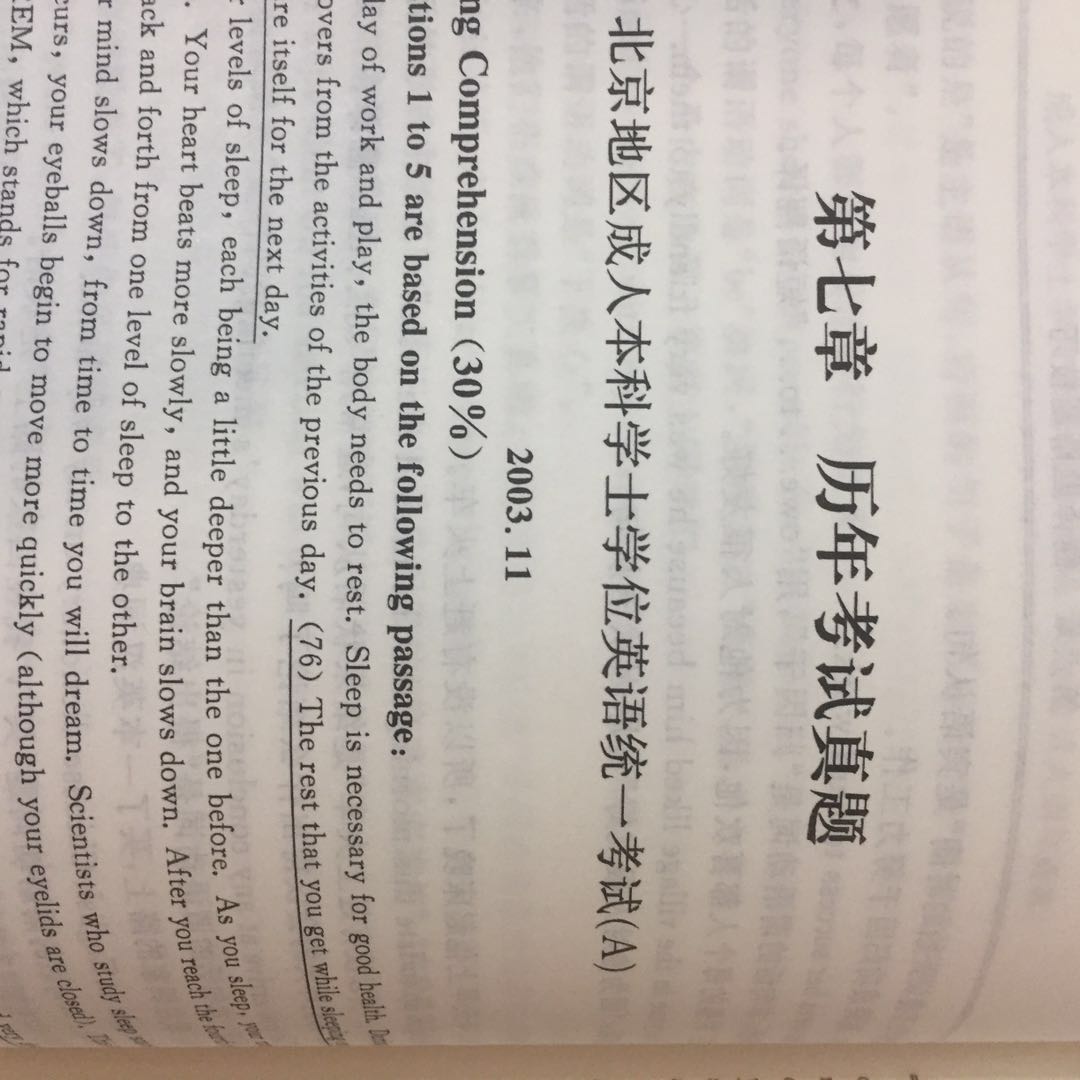 第七章 历年考试真题
北京地区成人本科学士学位英语统一考试(A)
2003.11
ng Comprehension (30%)
tions 1 to 5 are based on the following passage:
lay of work and play, the body needs to rest. Sleep is necessary for good health.
overs from the activities of the previous day. (76) The rest that you get while sleeping
re itself for the next day.
levels of sleep, each being a little deeper than the one before. As you sleep,
. Your heart beats more slowly, and your brain slows down. After you reach the
ack and forth from one level of sleep to the other.
mind slows down, from time to time you will dream. Scientists who study sleep
curs, your eyeballs begin to move more quickly (although your eyelids are closed).
EM, which stands for rapid